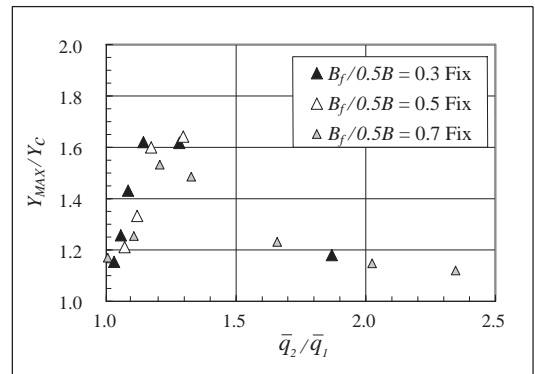 2.0
1.8
1.6
1.4
1.2
1.0
Y_MAX/Y_C
▲ B_f/0.5B = 0.3 Fix
△ B_f/0.5B = 0.5 Fix
▲ B_f/0.5B = 0.7 Fix
1.0 1.5 2.0 2.5
q̄_2/q̄_1